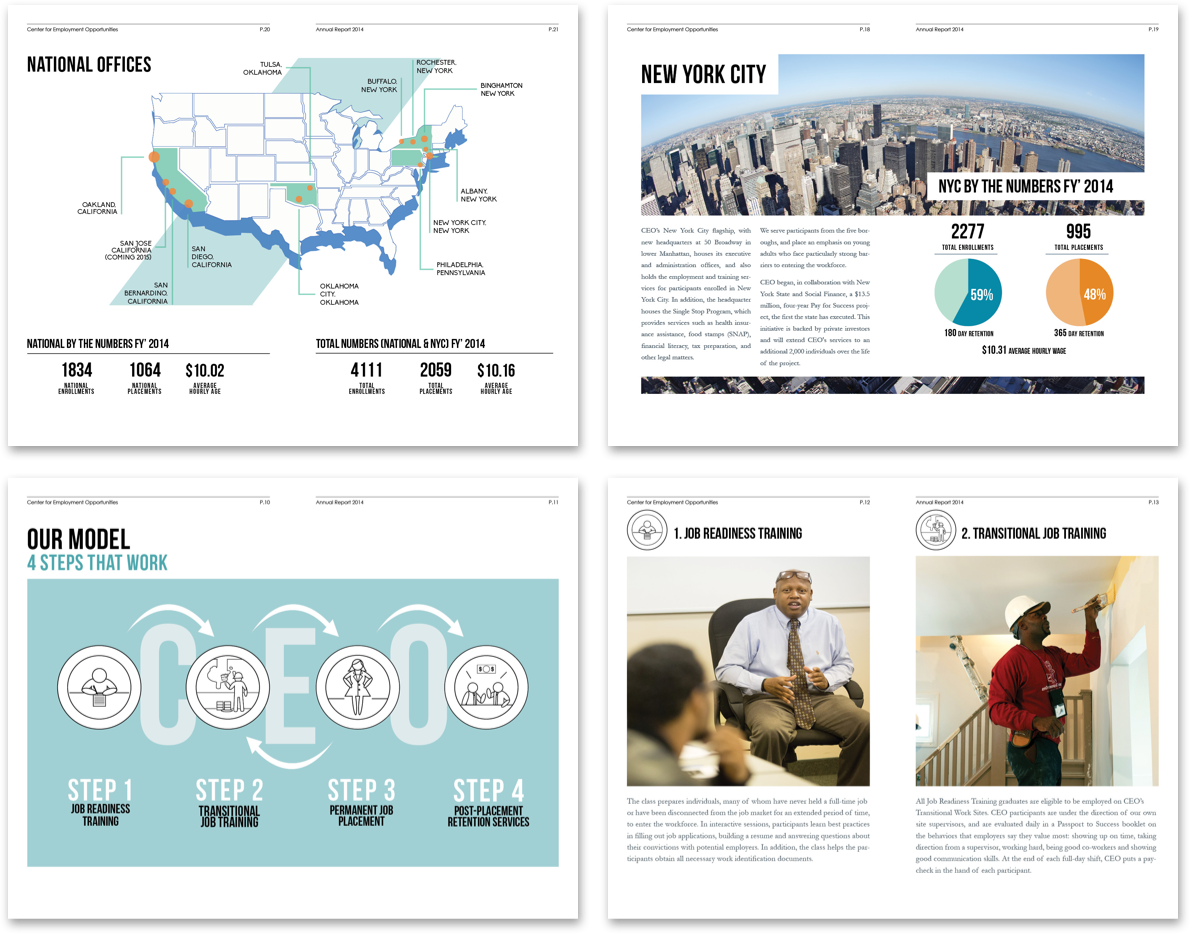 Center for Employment Opportunities
P.20
Annual Report 2014
P.21
NATIONAL OFFICES
TULSA,
OKLAHOMA
ROCHESTER,
NEW YORK
BUFFALO,
NEW YORK
BINGHAMTON
NEW YORK
OAKLAND,
CALIFORNIA
ALBANY,
NEW YORK
NEW YORK CITY,
NEW YORK
SAN JOSE
CALIFORNIA
(COMING 2015)
SAN
DIEGO,
CALIFORNIA
PHILADELPHIA,
PENNSYLVANIA
SAN
BERNARDINO,
CALIFORNIA
OKLAHOMA
CITY,
OKLAHOMA
NATIONAL BY THE NUMBERS FY' 2014
1834
NATIONAL
ENROLLMENTS
1064
NATIONAL
PLACEMENTS
$10.02
AVERAGE
HOURLY AGE
TOTAL NUMBERS (NATIONAL & NYC) FY' 2014
4111
TOTAL
ENROLLMENTS
2059
TOTAL
PLACEMENTS
$10.16
AVERAGE
HOURLY AGE
Center for Employment Opportunities
P.18
Annual Report 2014
P.19
NEW YORK CITY
NYC BY THE NUMBERS FY' 2014
CEO's New York City flagship, with
new headquarters at 50 Broadway in
lower Manhattan, houses its executive
and administration offices, and also
holds the employment and training ser-
vices for participants enrolled in New
York City. In addition, the headquarter
houses the Single Stop Program, which
provides services such as health insur-
ance assistance, food stamps (SNAP),
financial literacy, tax preparation, and
other legal matters.
We serve participants from the five bor-
oughs, and place an emphasis on young
adults who face particularly strong bar-
riers to entering the workforce.
CEO began, in collaboration with New
York State and Social Finance, a $13.5
million, four-year Pay for Success proj-
ect, the first the state has executed. This
initiative is backed by private investors
and will extend CEO's services to an
additional 2,000 individuals over the life
of the project.
2277
TOTAL ENROLLMENTS
59%
180 DAY RETENTION
995
TOTAL PLACEMENTS
48%
365 DAY RETENTION
$10.31 AVERAGE HOURLY WAGE
Center for Employment Opportunities
P.10
Annual Report 2014
P.11
OUR MODEL
4 STEPS THAT WORK
CEO
STEP 1
JOB READINESS
TRAINING
STEP 2
TRANSITIONAL
JOB TRAINING
STEP 3
PERMANENT JOB
PLACEMENT
STEP 4
POST-PLACEMENT
RETENTION SERVICES
Center for Employment Opportunities
P.12
Annual Report 2014
P.13
1. JOB READINESS TRAINING
The class prepares individuals, many of whom have never held a full-time job
or have been disconnected from the job market for an extended period of time,
to enter the workforce. In interactive sessions, participants learn best practices
in filling out job applications, building a resume and answering questions about
their convictions with potential employers. In addition, the class helps the par-
ticipants obtain all necessary work identification documents.
2. TRANSITIONAL JOB TRAINING
All Job Readiness Training graduates are eligible to be employed on CEO's
Transitional Work Sites. CEO participants are under the direction of our own
site supervisors, and are evaluated daily in a Passport to Success booklet on
the behaviors that employers say they value most: showing up on time, taking
direction from a supervisor, working hard, being good co-workers and showing
good communication skills. At the end of each full-day shift, CEO puts a pay-
check in the hand of each participant.